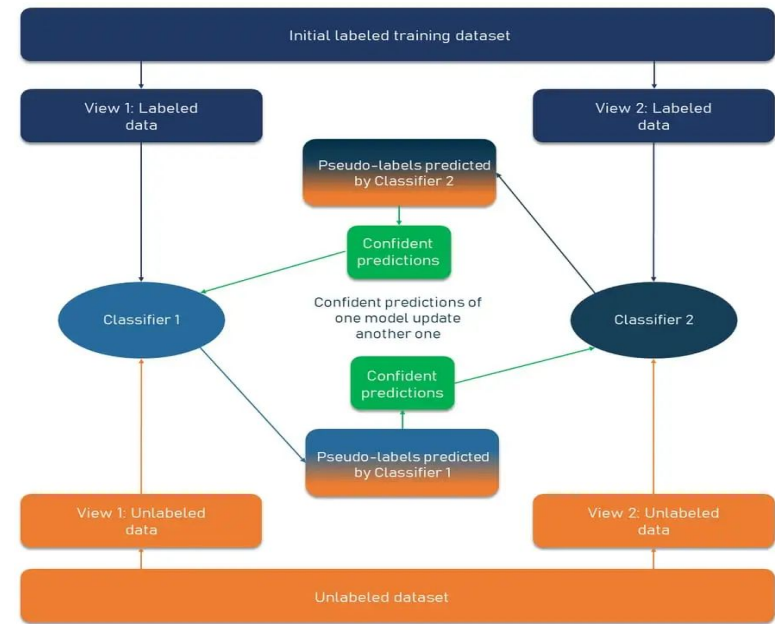 Initial labeled training dataset
View 1: Labeled
data
View 2: Labeled
data
Pseudo-labels predicted
by Classifier 2
Confident
predictions
Classifier 1
Confident predictions of
one model update
another one
Classifier 2
Confident
predictions
Pseudo-labels predicted
by Classifier 1
View 1: Unlabeled
data
View 2: Unlabeled
data
Unlabeled dataset